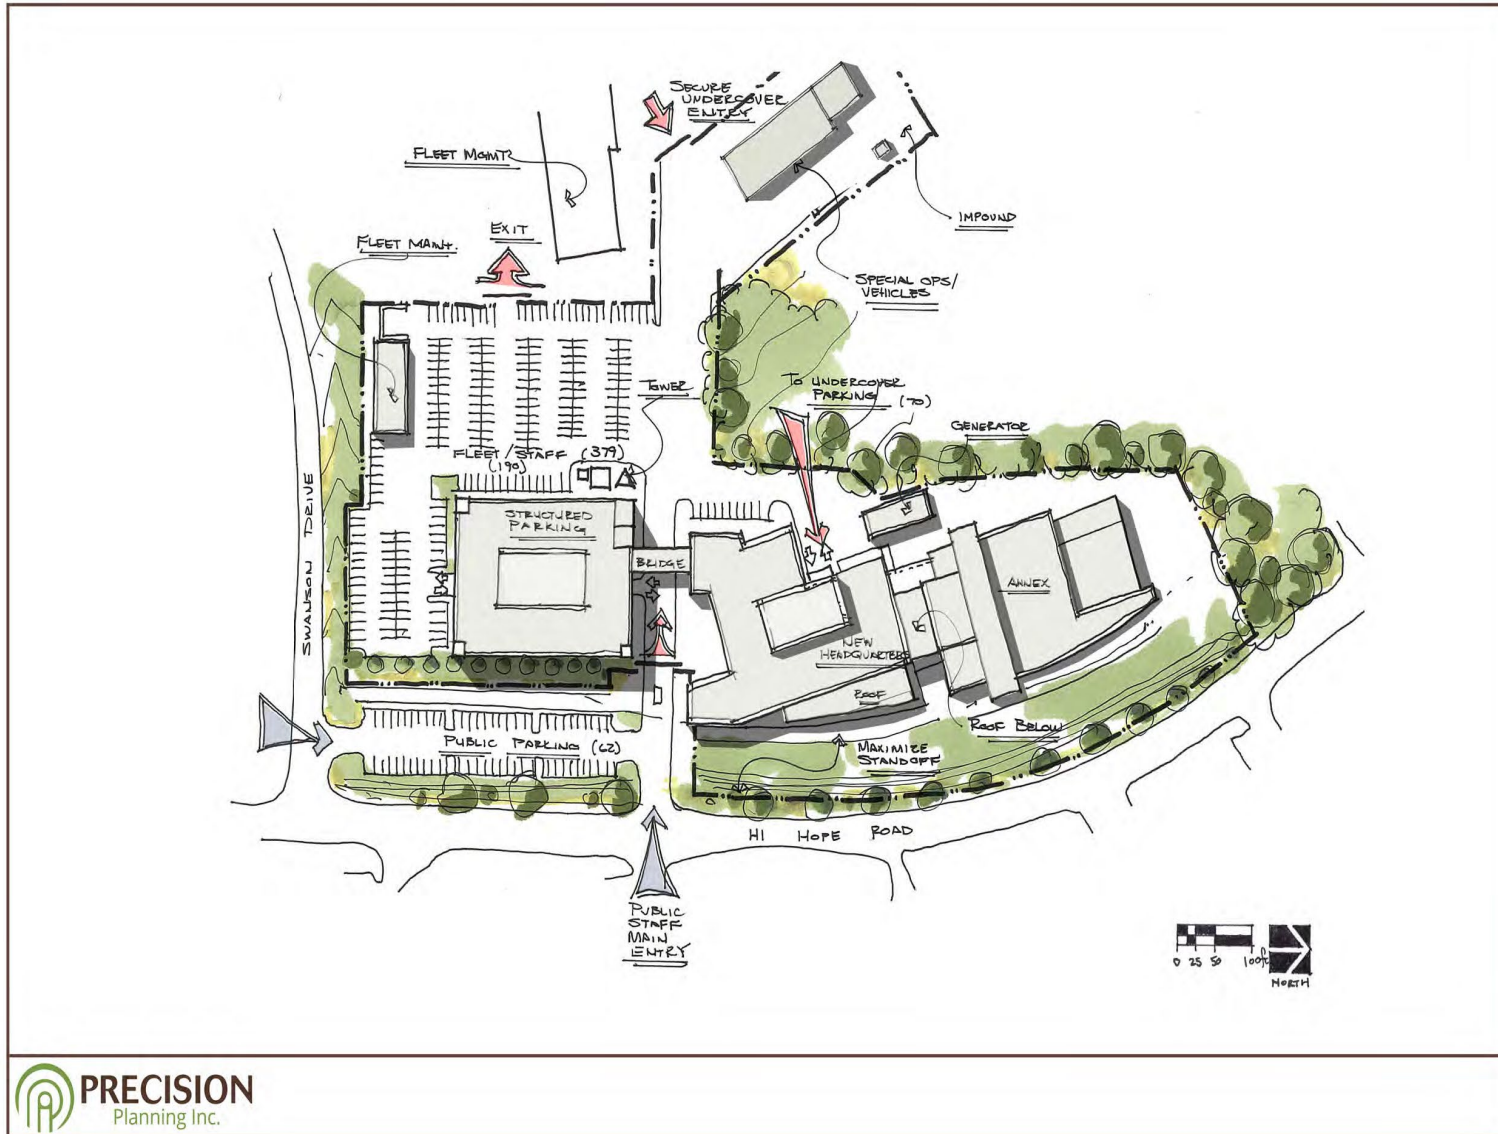 SECURE
UNDERCOVER
ENTRY
FLEET MGMT.
IMPOUND
EXIT
FLEET MAINT.
SPECIAL OPS/
VEHICLES
TOWER
TO UNDERCOVER
PARKING (70)
GENERATOR
FLEET/STAFF (379)
(190)
STRUCTURED
PARKING
BRIDGE
ANNEX
SWANSON DRIVE
NEW
HEADQUARTERS
ROOF
ROOF BELOW
PUBLIC PARKING (62)
MAXIMIZE
STANDOFF
HI HOPE ROAD
PUBLIC
STAFF
MAIN
ENTRY
0 25 50 100ft
NORTH
PRECISION
Planning Inc.